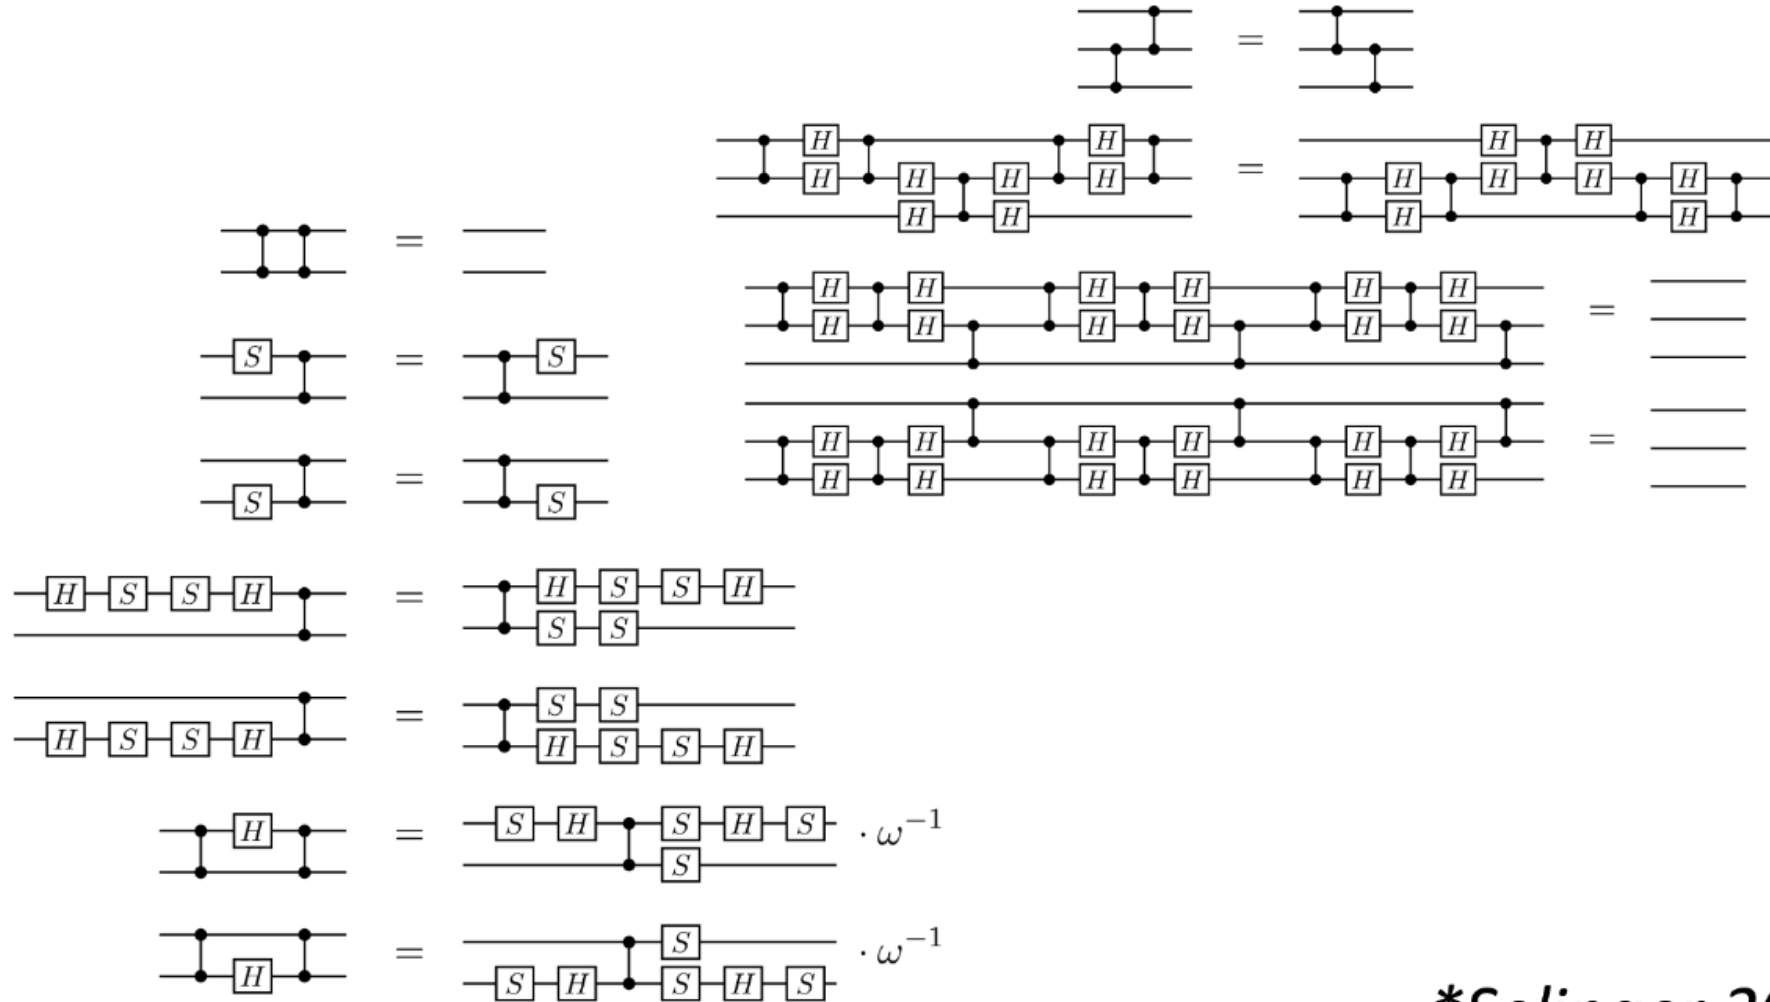 =
H H =
H H H H H H
H H H H H H
H H
H H H H H H =
H H H H H H
=
H H H H H H =
H H H H H H
=
S = S
=
S S
H S S H = H S S H
S S
= S S
H S S H H S S H
H = S H S H S · ω⁻¹
S
= S · ω⁻¹
H S H S H S